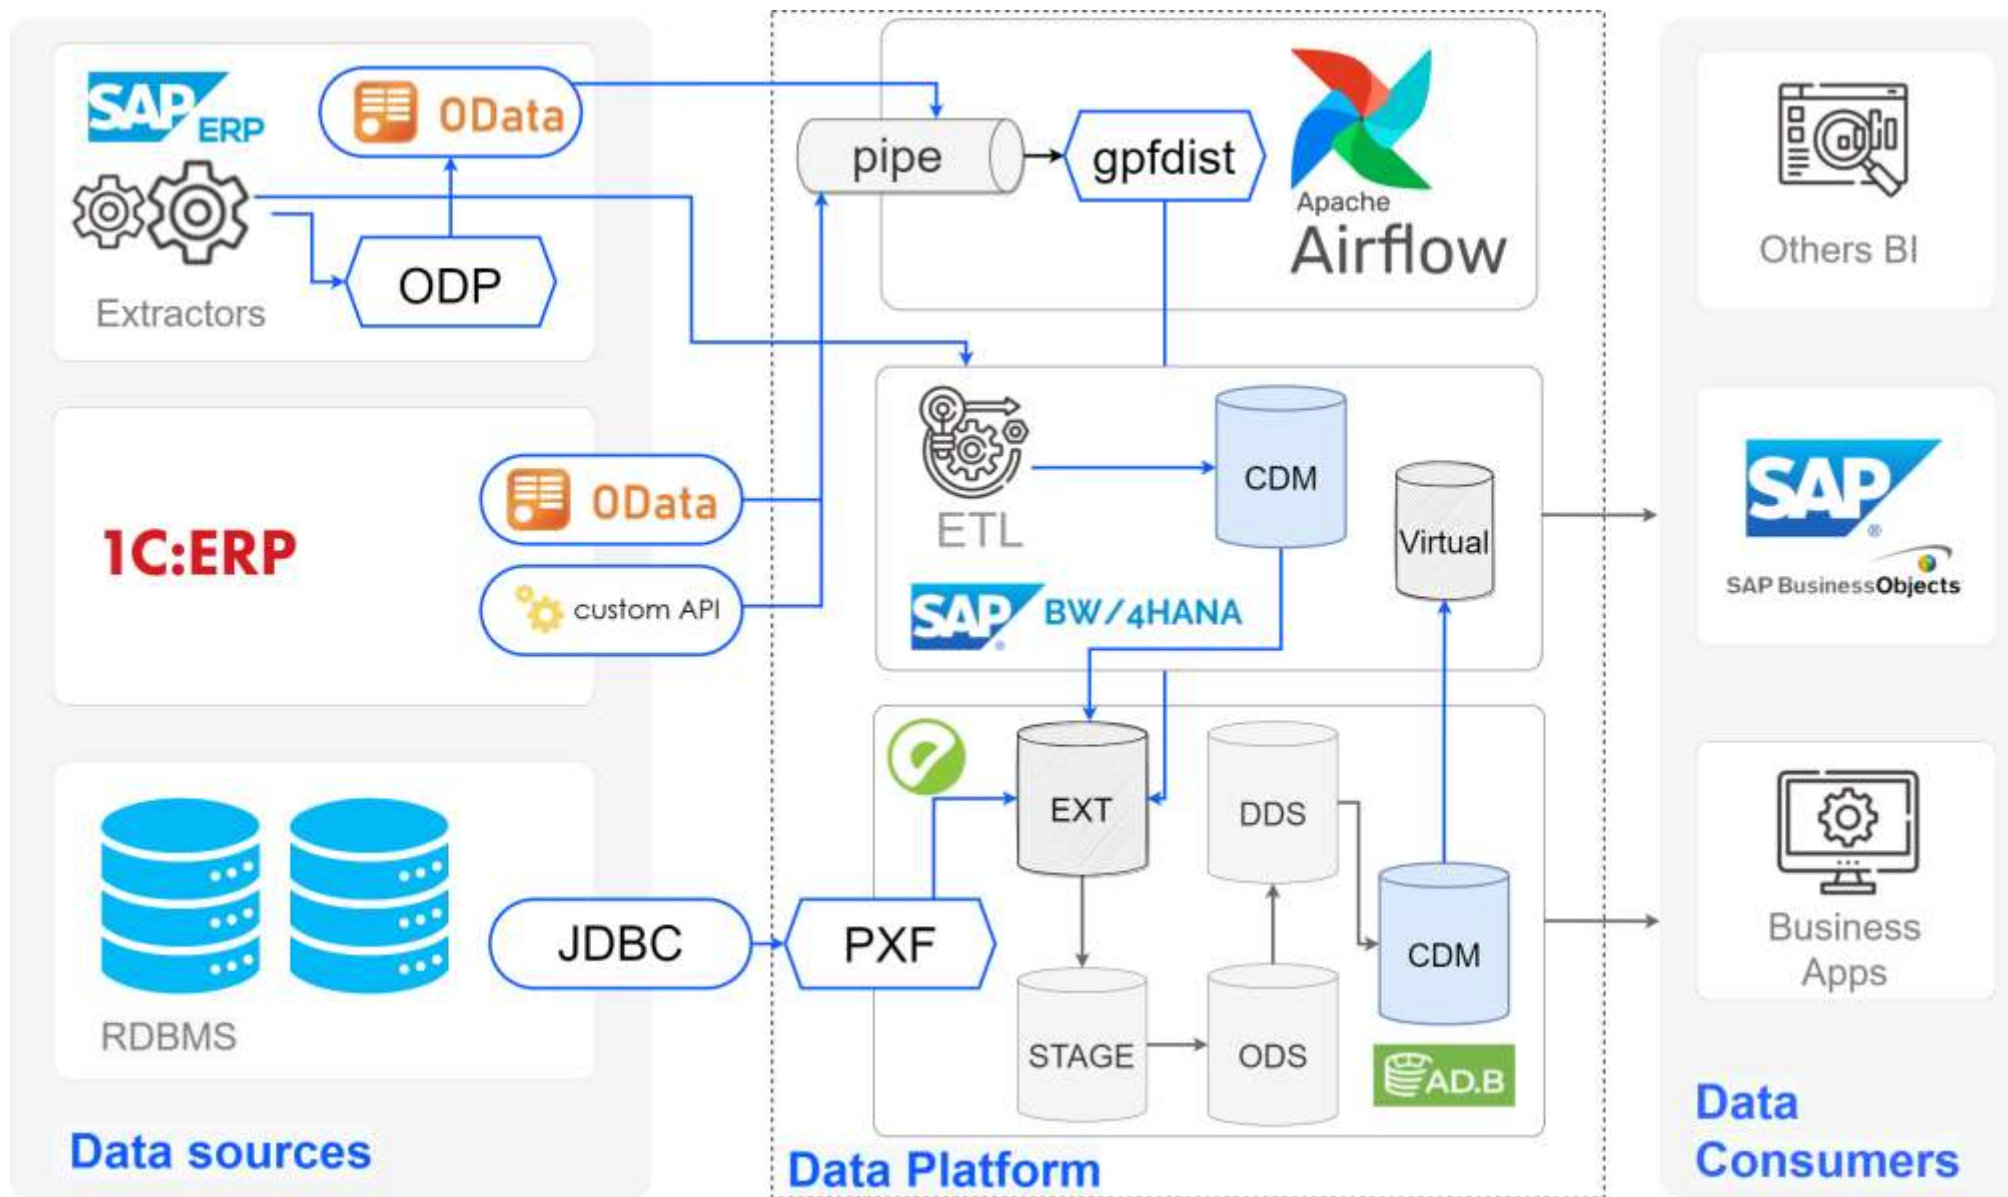 SAP
ERP
OData
Extractors
ODP
1C:ERP
OData
custom API
RDBMS
JDBC
Data sources
pipe
gpfdist
Apache
Airflow
ETL
CDM
Virtual
SAP
®
BW/4HANA
EXT
DDS
PXF
CDM
STAGE
ODS
AD.B
Data Platform
Others BI
SAP
®
SAP BusinessObjects
Business
Apps
Data
Consumers